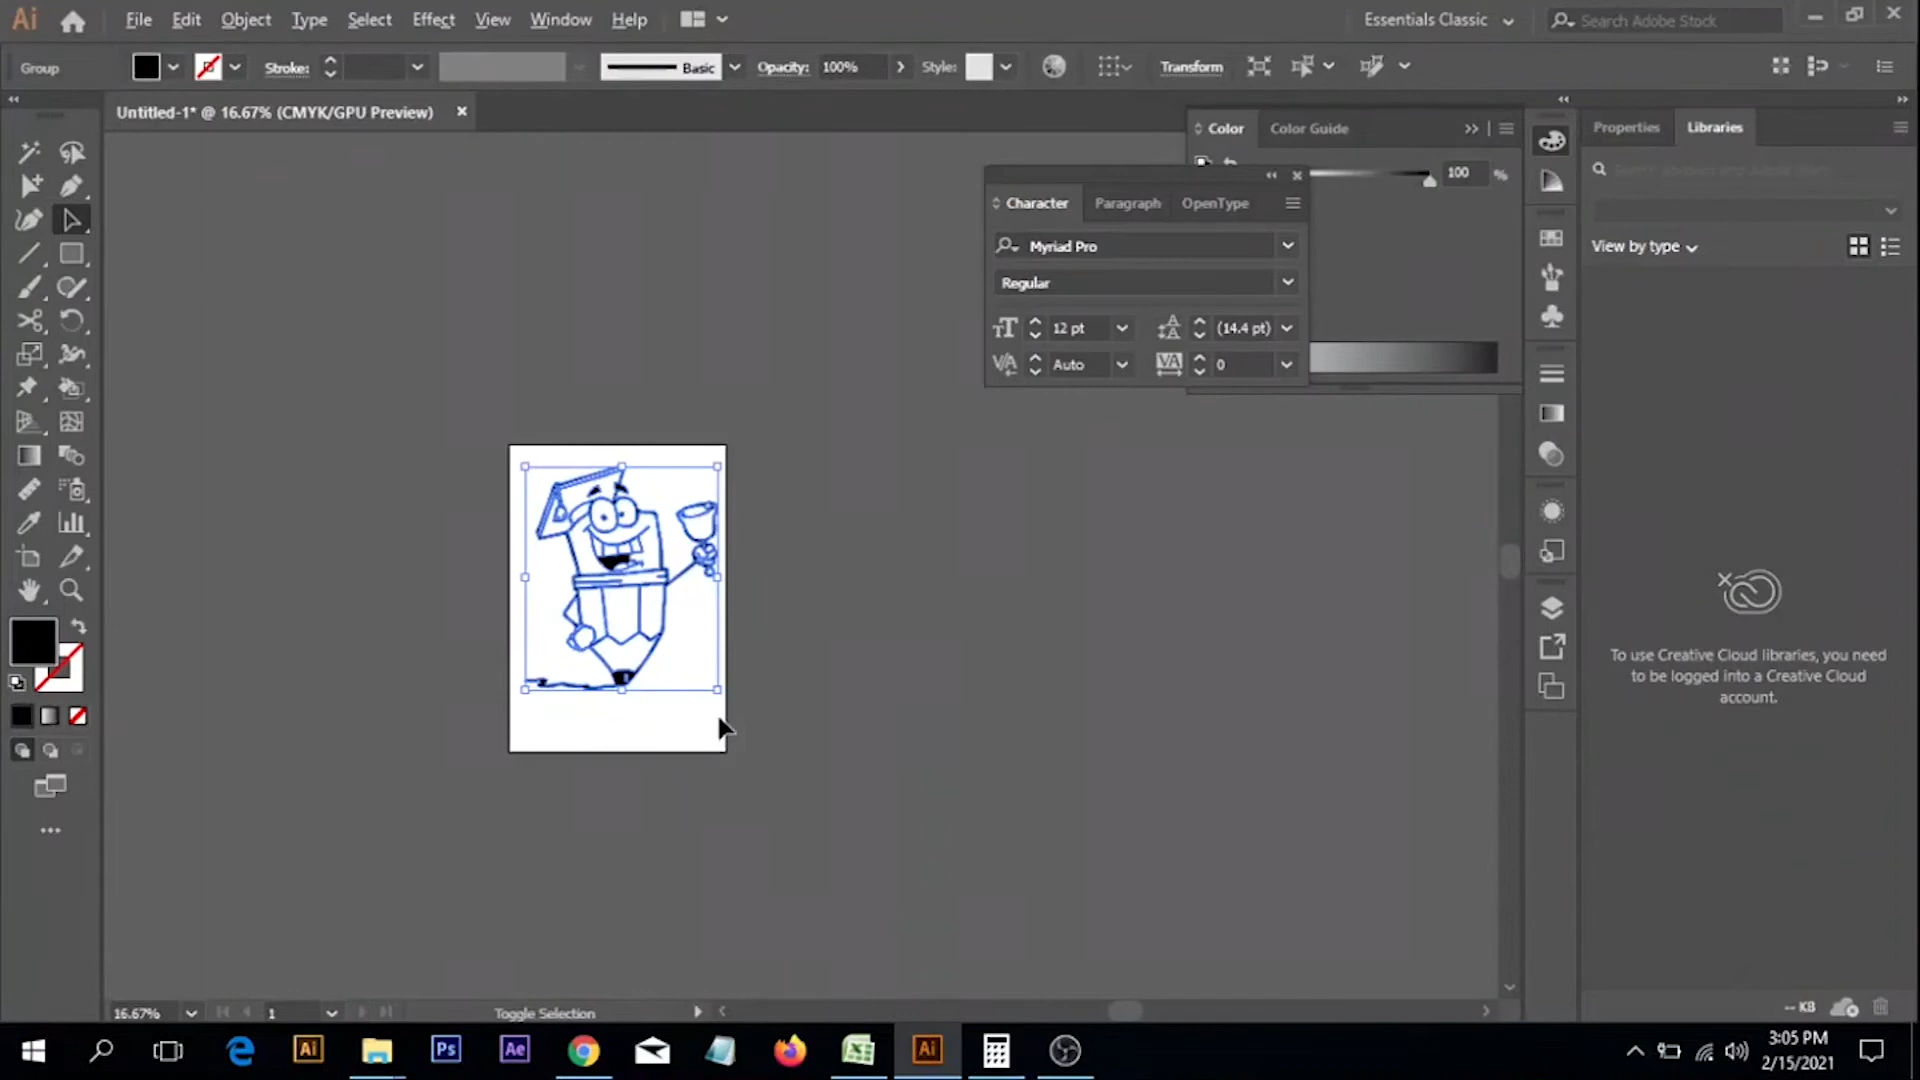 Ai File Edit Object Type Select Effect View Window Help Essentials Classic Search Adobe Stock
Group Stroke: Basic Opacity: 100% Style: Transform
Untitled-1* @ 16.67% (CMYK/GPU Preview)
Color Color Guide
Properties Libraries
100 %
Character Paragraph OpenType
Myriad Pro
Regular
12 pt (14.4 pt)
Auto 0
View by type
To use Creative Cloud libraries, you need
to be logged into a Creative Cloud
account.
16.67% 1 Toggle Selection
-- KB
Ai Ps Ae Ai
3:05 PM
2/15/2021